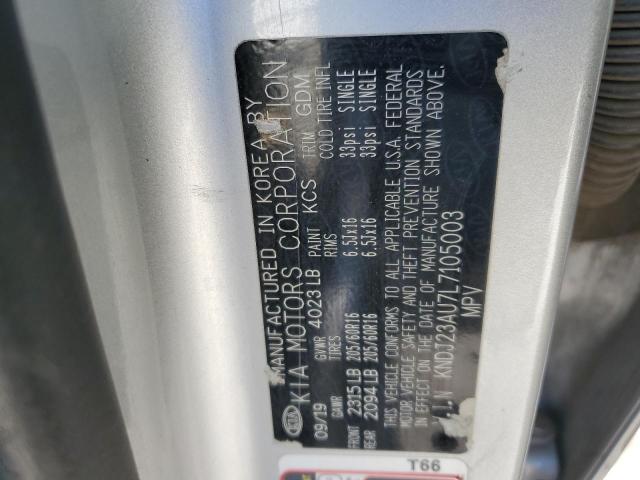 MANUFACTURED IN KOREA BY
KIA KIA MOTORS CORPORATION
09/19 GVWR 4023 LB PAINT KCS TRIM GDM
GAWR TIRES RIMS COLD TIRE INFL
FRONT 2315 LB 205/60R16 6.5Jx16 33psi SINGLE
REAR 2094 LB 205/60R16 6.5Jx16 33psi SINGLE
THIS VEHICLE CONFORMS TO ALL APPLICABLE U.S.A. FEDERAL
MOTOR VEHICLE SAFETY AND THEFT PREVENTION STANDARDS
IN EFFECT ON THE DATE OF MANUFACTURE SHOWN ABOVE.
KNDJ23AU7L7105003
MPV
T66